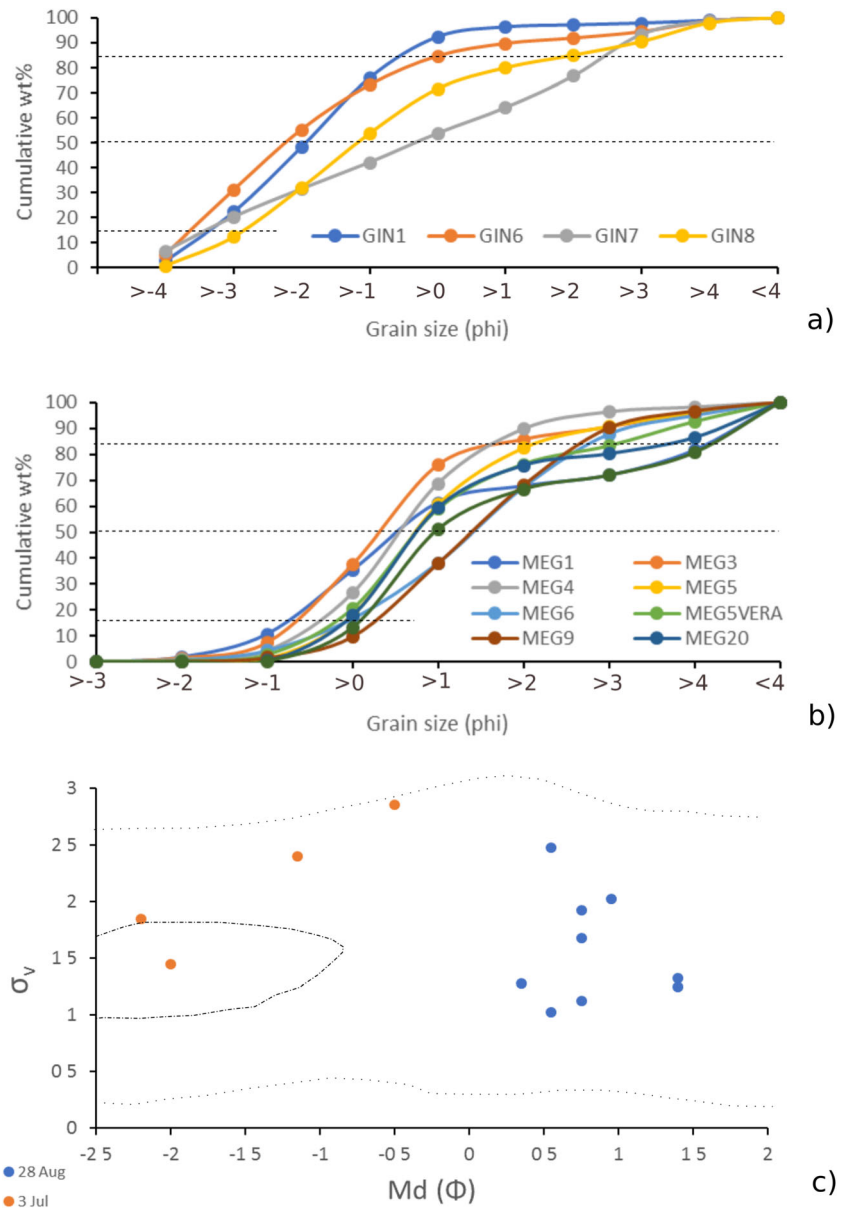 100
90
80
70
60
50
40
30
20
10
0
Cumulative wt%
GIN1 GIN6 GIN7 GIN8
>-4 >-3 >-2 >-1 >0 >1 >2 >3 >4 <4
Grain size (phi)
a)
100
90
80
70
60
50
40
30
20
10
0
Cumulative wt%
MEG1 MEG3
MEG4 MEG5
MEG6 MEG5VERA
MEG9 MEG20
>-3 >-2 >-1 >0 >1 >2 >3 >4 <4
Grain size (phi)
b)
3
2 5
2
1 5
1
0 5
0
σv
-2 5 -2 -1 5 -1 -0 5 0 0 5 1 1 5 2
Md (Φ)
28 Aug
3 Jul
c)